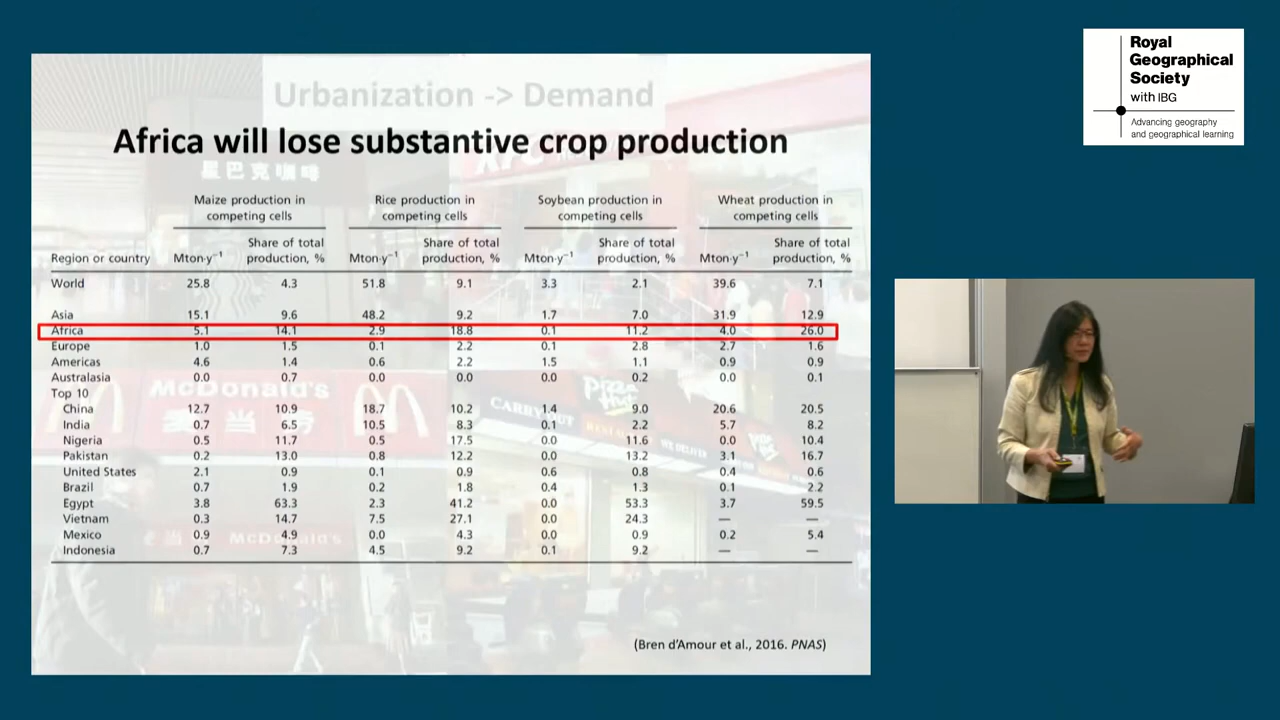 Royal
Geographical
Society
with IBG
Advancing geography
and geographical learning
Urbanization -> Demand
Africa will lose substantive crop production
星巴克咖啡
KFC
McDonald's
麦当劳
CARRY OUT
Pizza Hut
WE DELIVER
McDonald's
Maize production in competing cells Rice production in competing cells Soybean production in competing cells Wheat production in competing cells
Region or country Mton·y⁻¹ Share of total production, % Mton·y⁻¹ Share of total production, % Mton·y⁻¹ Share of total production, % Mton·y⁻¹ Share of total production, %
World 25.8 4.3 51.8 9.1 3.3 2.1 39.6 7.1
Asia 15.1 9.6 48.2 9.2 1.7 7.0 31.9 12.9
Africa 5.1 14.1 2.9 18.8 0.1 11.2 4.0 26.0
Europe 1.0 1.5 0.1 2.2 0.1 2.8 2.7 1.6
Americas 4.6 1.4 0.6 2.2 1.5 1.1 0.9 0.9
Australasia 0.0 0.7 0.0 0.0 0.0 0.2 0.0 0.1
Top 10
China 12.7 10.9 18.7 10.2 1.4 9.0 20.6 20.5
India 0.7 6.5 10.5 8.3 0.1 2.2 5.7 8.2
Nigeria 0.5 11.7 0.5 17.5 0.0 11.6 0.0 10.4
Pakistan 0.2 13.0 0.8 12.2 0.0 13.2 3.1 16.7
United States 2.1 0.9 0.1 0.9 0.6 0.8 0.4 0.6
Brazil 0.7 1.9 0.2 1.8 0.4 1.3 0.1 2.2
Egypt 3.8 63.3 2.3 41.2 0.0 53.3 3.7 59.5
Vietnam 0.3 14.7 7.5 27.1 0.0 24.3 — —
Mexico 0.9 4.9 0.0 4.3 0.0 0.9 0.2 5.4
Indonesia 0.7 7.3 4.5 9.2 0.1 9.2 — —
(Bren d'Amour et al., 2016. PNAS)